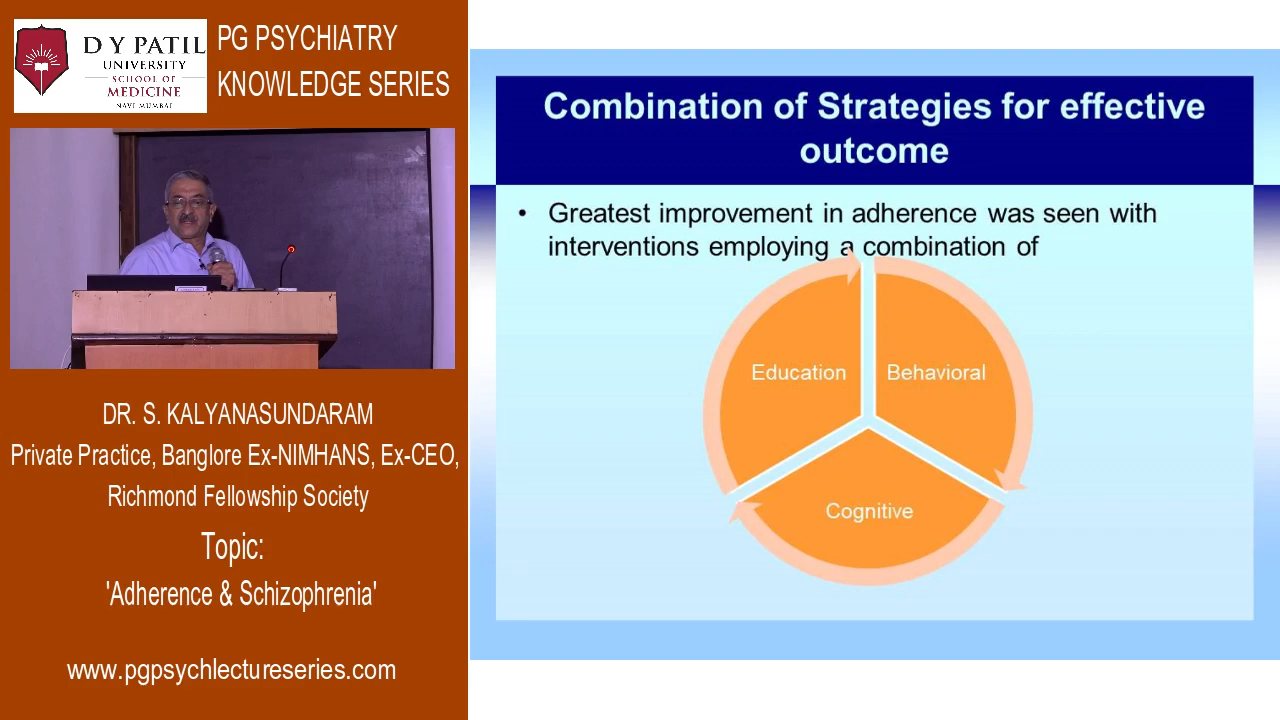 D Y PATIL
UNIVERSITY
SCHOOL OF
MEDICINE
NAVI MUMBAI
PG PSYCHIATRY
KNOWLEDGE SERIES
DR. S. KALYANASUNDARAM
Private Practice, Banglore Ex-NIMHANS, Ex-CEO,
Richmond Fellowship Society
Topic:
'Adherence & Schizophrenia'
www.pgpsychlectureseries.com
Combination of Strategies for effective
outcome
• Greatest improvement in adherence was seen with
interventions employing a combination of
Education
Behavioral
Cognitive